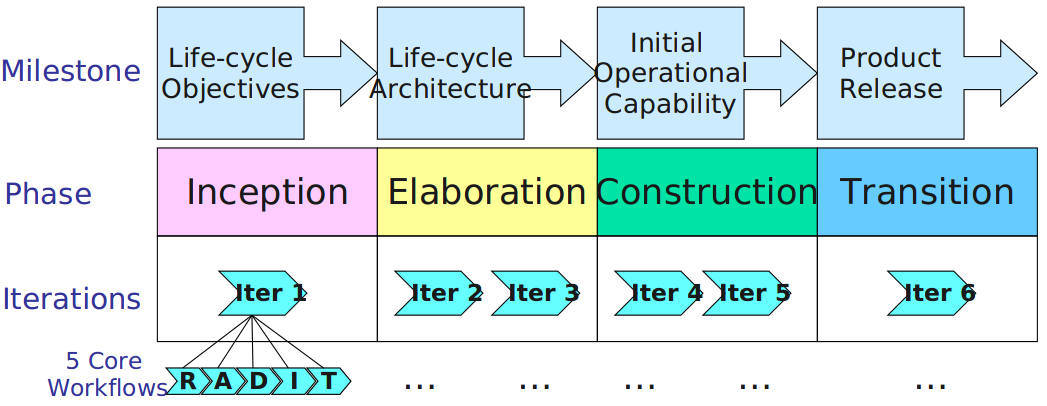 Milestone
Life-cycle
Objectives
Life-cycle
Architecture
Initial
Operational
Capability
Product
Release
Phase
Inception
Elaboration
Construction
Transition
Iterations
Iter 1
Iter 2
Iter 3
Iter 4
Iter 5
Iter 6
5 Core
Workflows
R A D I T
... ... ... ... ...